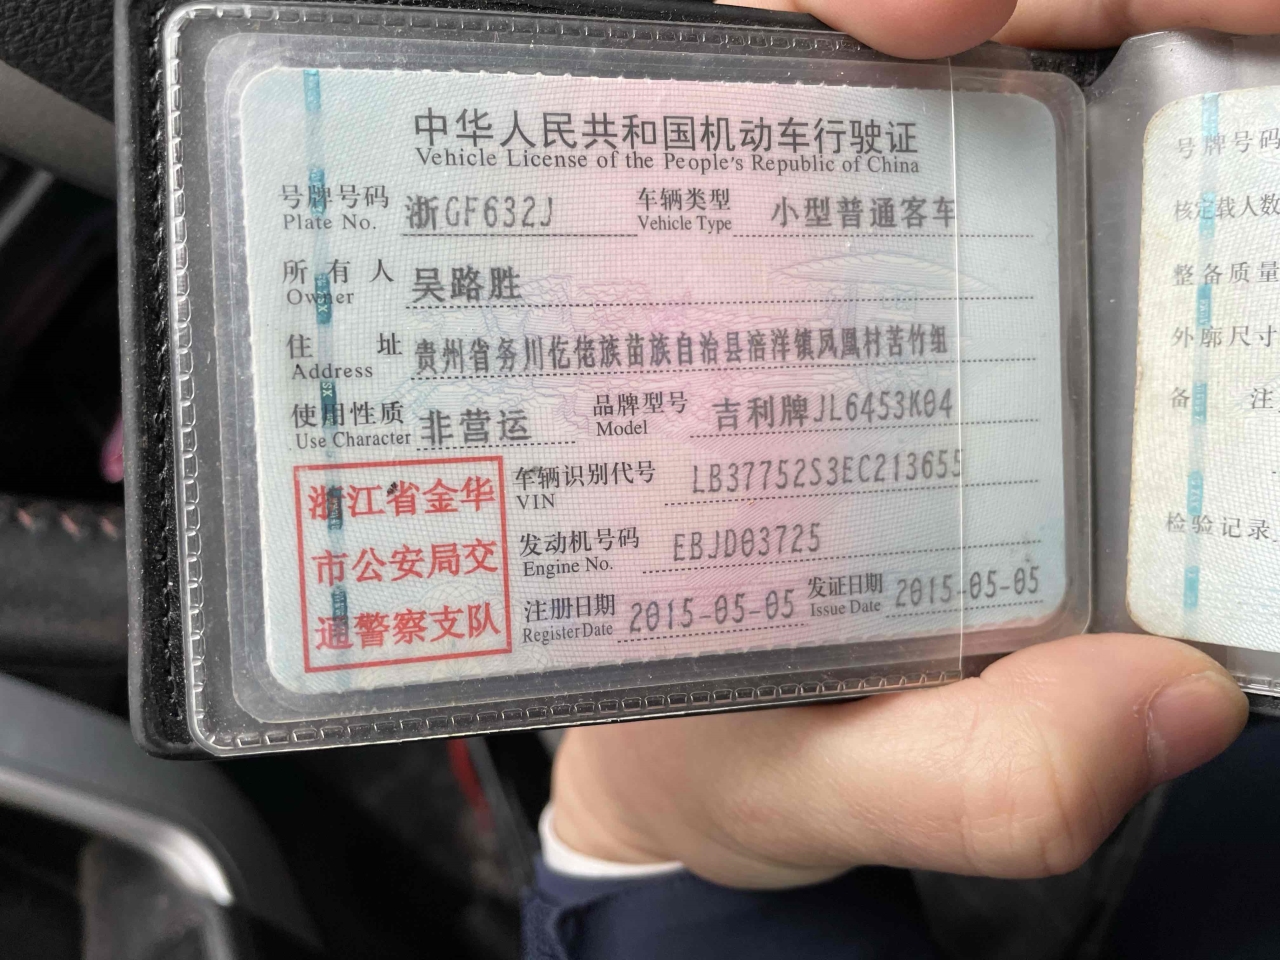 中华人民共和国机动车行驶证
Vehicle License of the People's Republic of China
号牌号码 浙GF632J 车辆类型 小型普通客车
Plate No. Vehicle Type
所有人 吴路胜
Owner
住址 贵州省务川仡佬族苗族自治县涪洋镇凤凰村苦竹组
Address
使用性质 非营运 品牌型号 吉利牌JL6453K04
Use Character Model
浙江省金华
市公安局交
通警察支队
车辆识别代号 LB37752S3EC213655
VIN
发动机号码 EBJD03725
Engine No.
注册日期 2015-05-05 发证日期 2015-05-05
Register Date Issue Date
号牌号码
核定载人数
整备质量
外廓尺寸
备 注
检验记录